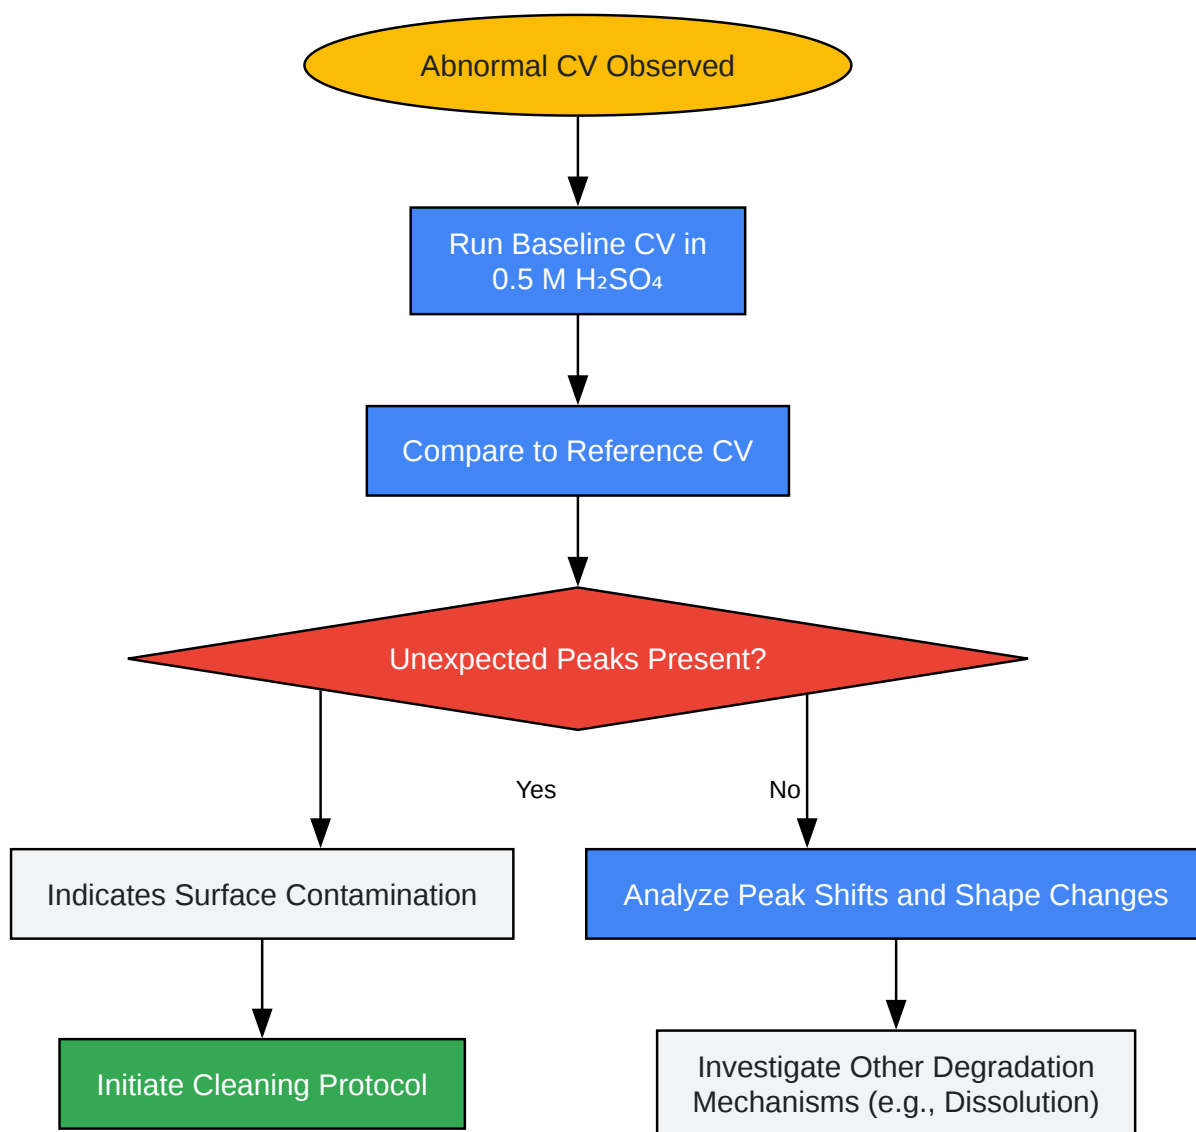 Abnormal CV Observed
Run Baseline CV in
0.5 M H₂SO₄
Compare to Reference CV
Unexpected Peaks Present?
Yes
No
Indicates Surface Contamination
Analyze Peak Shifts and Shape Changes
Initiate Cleaning Protocol
Investigate Other Degradation
Mechanisms (e.g., Dissolution)